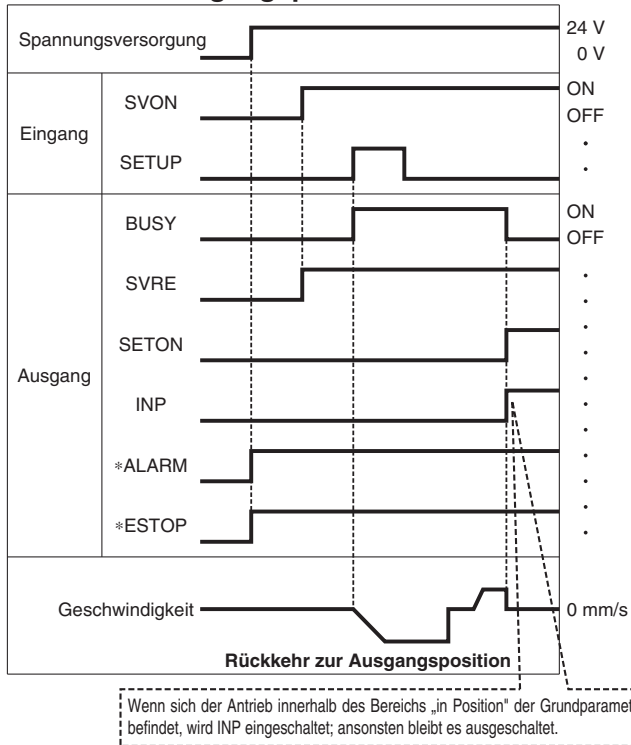 Spannungsversorgung
24 V
0 V
Eingang
SVON
ON
OFF
SETUP
Ausgang
BUSY
ON
OFF
SVRE
SETON
INP
*ALARM
*ESTOP
Geschwindigkeit
0 mm/s
Rückkehr zur Ausgangsposition
Wenn sich der Antrieb innerhalb des Bereichs „in Position" der Grundparamet
befindet, wird INP eingeschaltet; ansonsten bleibt es ausgeschaltet.